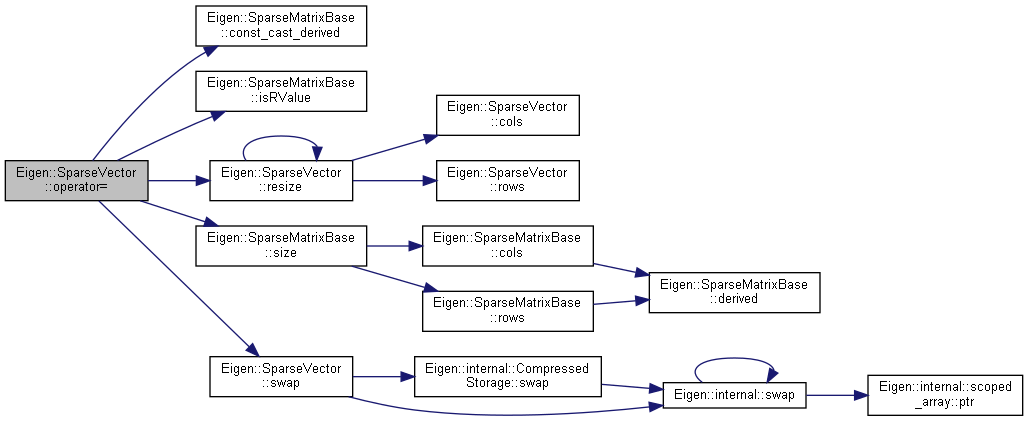 Eigen::SparseMatrixBase
::const_cast_derived
Eigen::SparseMatrixBase
::isRValue
Eigen::SparseVector
::cols
Eigen::SparseVector
::operator=
Eigen::SparseVector
::resize
Eigen::SparseVector
::rows
Eigen::SparseMatrixBase
::size
Eigen::SparseMatrixBase
::cols
Eigen::SparseMatrixBase
::derived
Eigen::SparseMatrixBase
::rows
Eigen::SparseVector
::swap
Eigen::internal::Compressed
Storage::swap
Eigen::internal::swap
Eigen::internal::scoped
_array::ptr